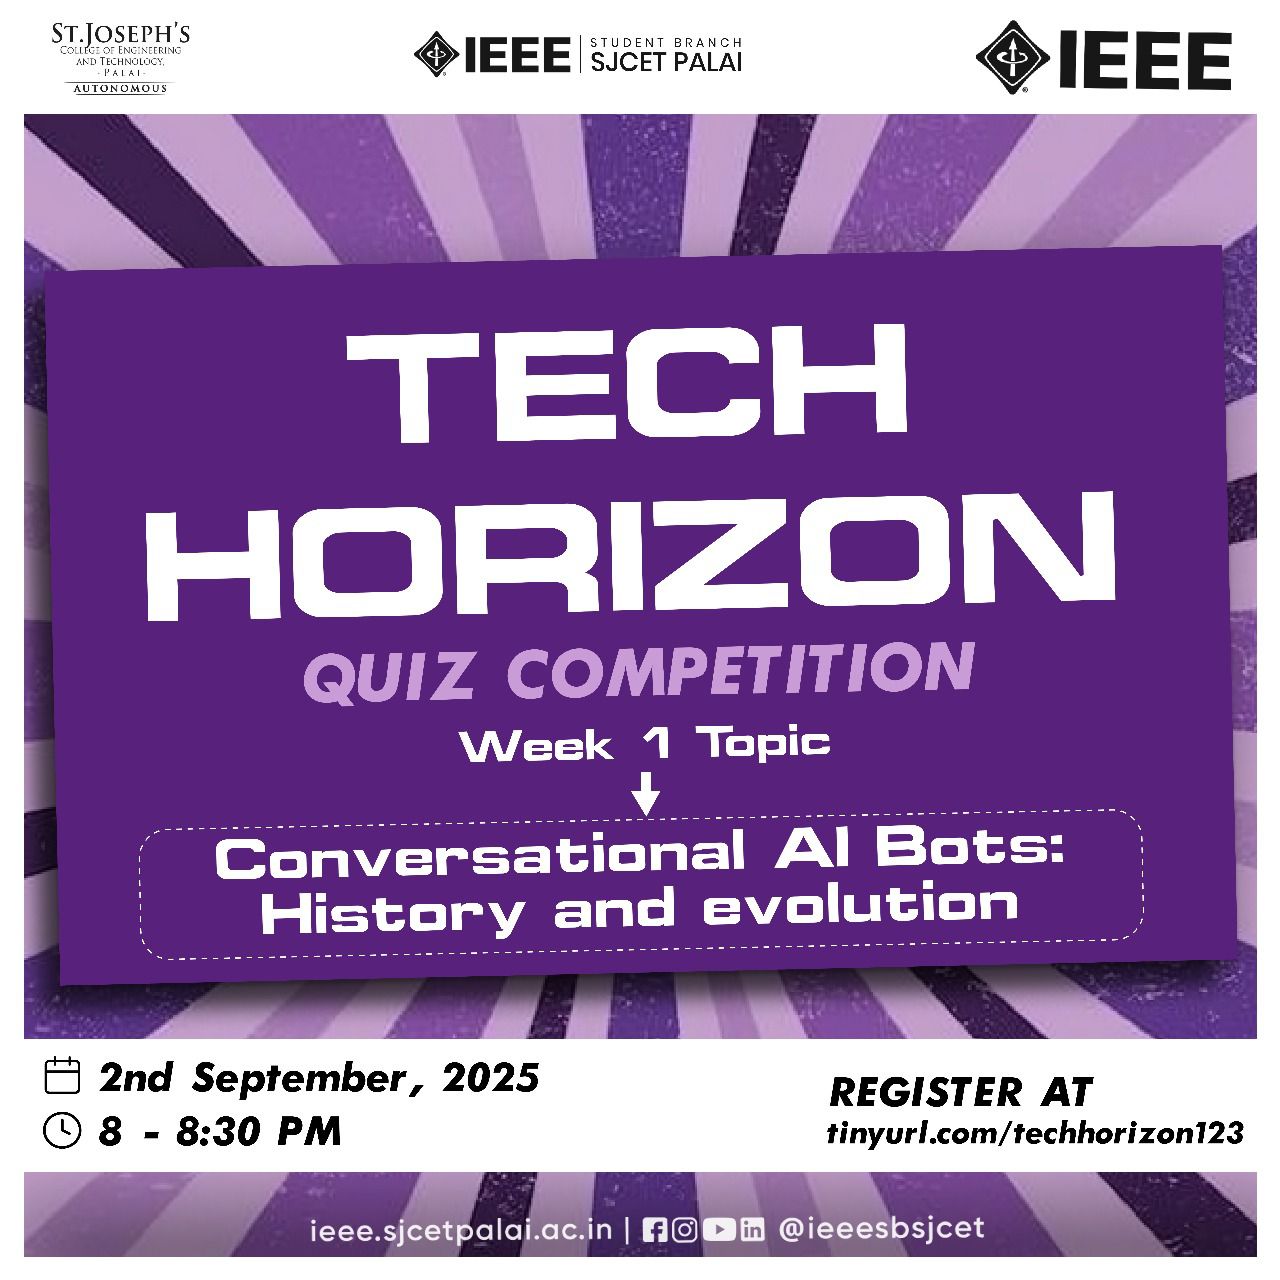 ST.JOSEPH'S
COLLEGE OF ENGINEERING
AND TECHNOLOGY,
- PALAI -
AUTONOMOUS
IEEE | STUDENT BRANCH
SJCET PALAI
IEEE
TECH
HORIZON
QUIZ COMPETITION
Week 1 Topic
Conversational AI Bots:
History and evolution
2nd September, 2025
8 - 8:30 PM
REGISTER AT
tinyurl.com/techhorizon123
ieee.sjcetpalai.ac.in | @ieeesbsjcet